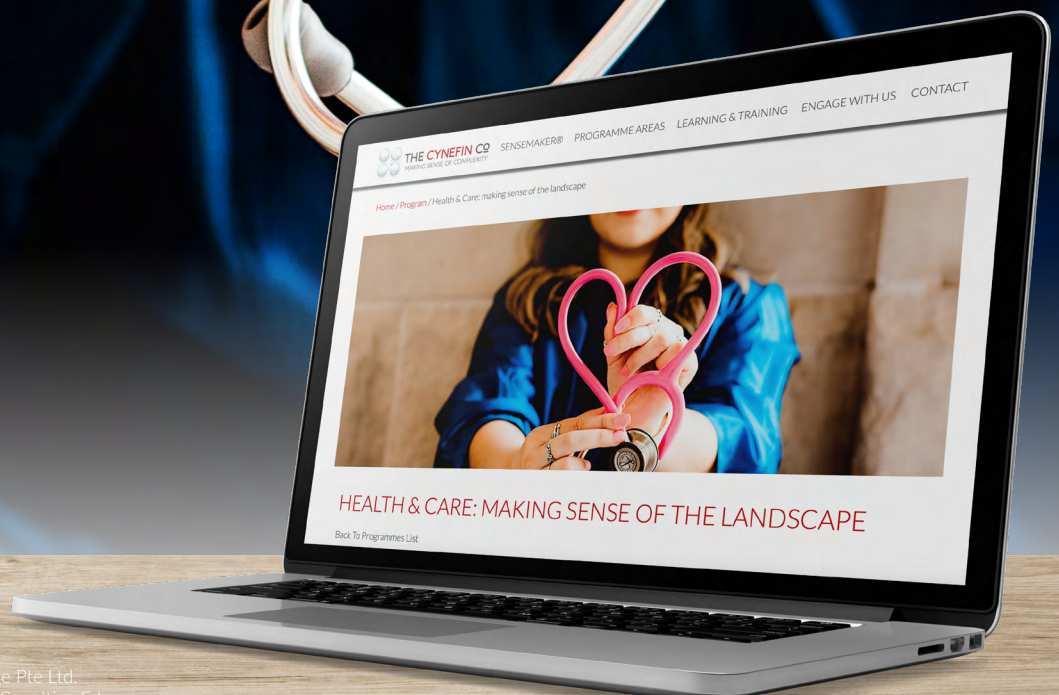 THE CYNEFIN CO
MAKING SENSE OF COMPLEXITY
SENSEMAKER® PROGRAMME AREAS LEARNING & TRAINING ENGAGE WITH US CONTACT
Home / Program / Health & Care: making sense of the landscape
HEALTH & CARE: MAKING SENSE OF THE LANDSCAPE
Back To Programmes List
e Pte Ltd.